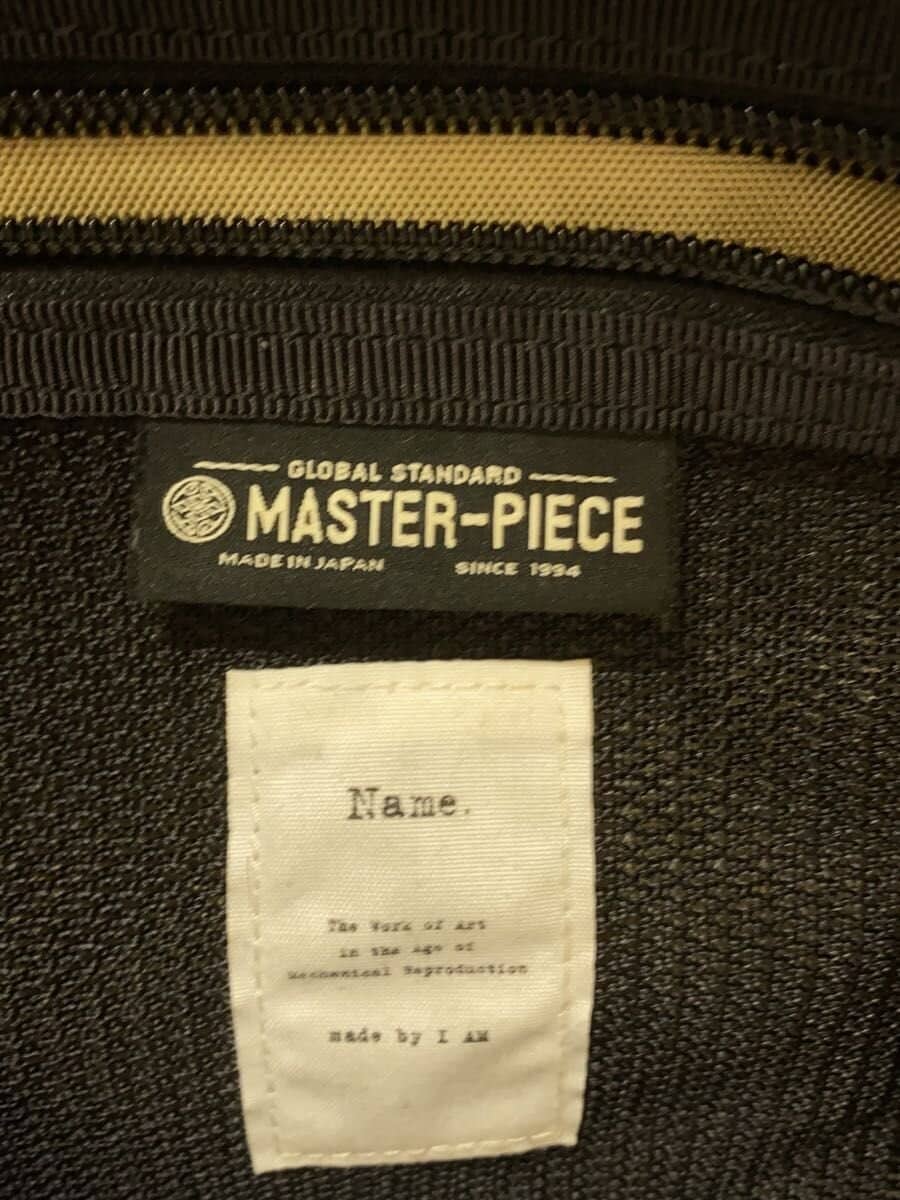 GLOBAL STANDARD
MASTER-PIECE
MADE IN JAPAN SINCE 1994
Name.
The Work of Art
in the Age of
Mechanical Reproduction
made by I AM